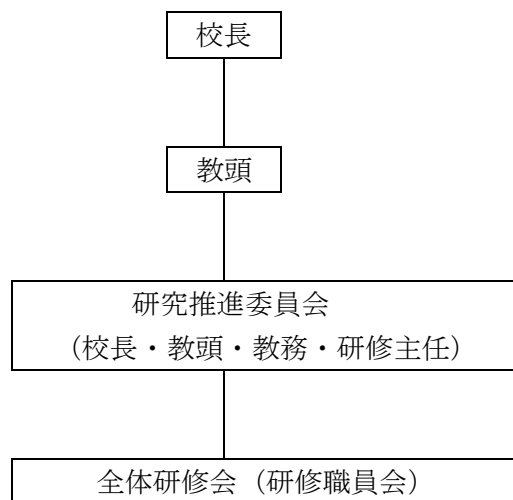 校長
教頭
研究推進委員会
（校長・教頭・教務・研修主任）
全体研修会（研修職員会）